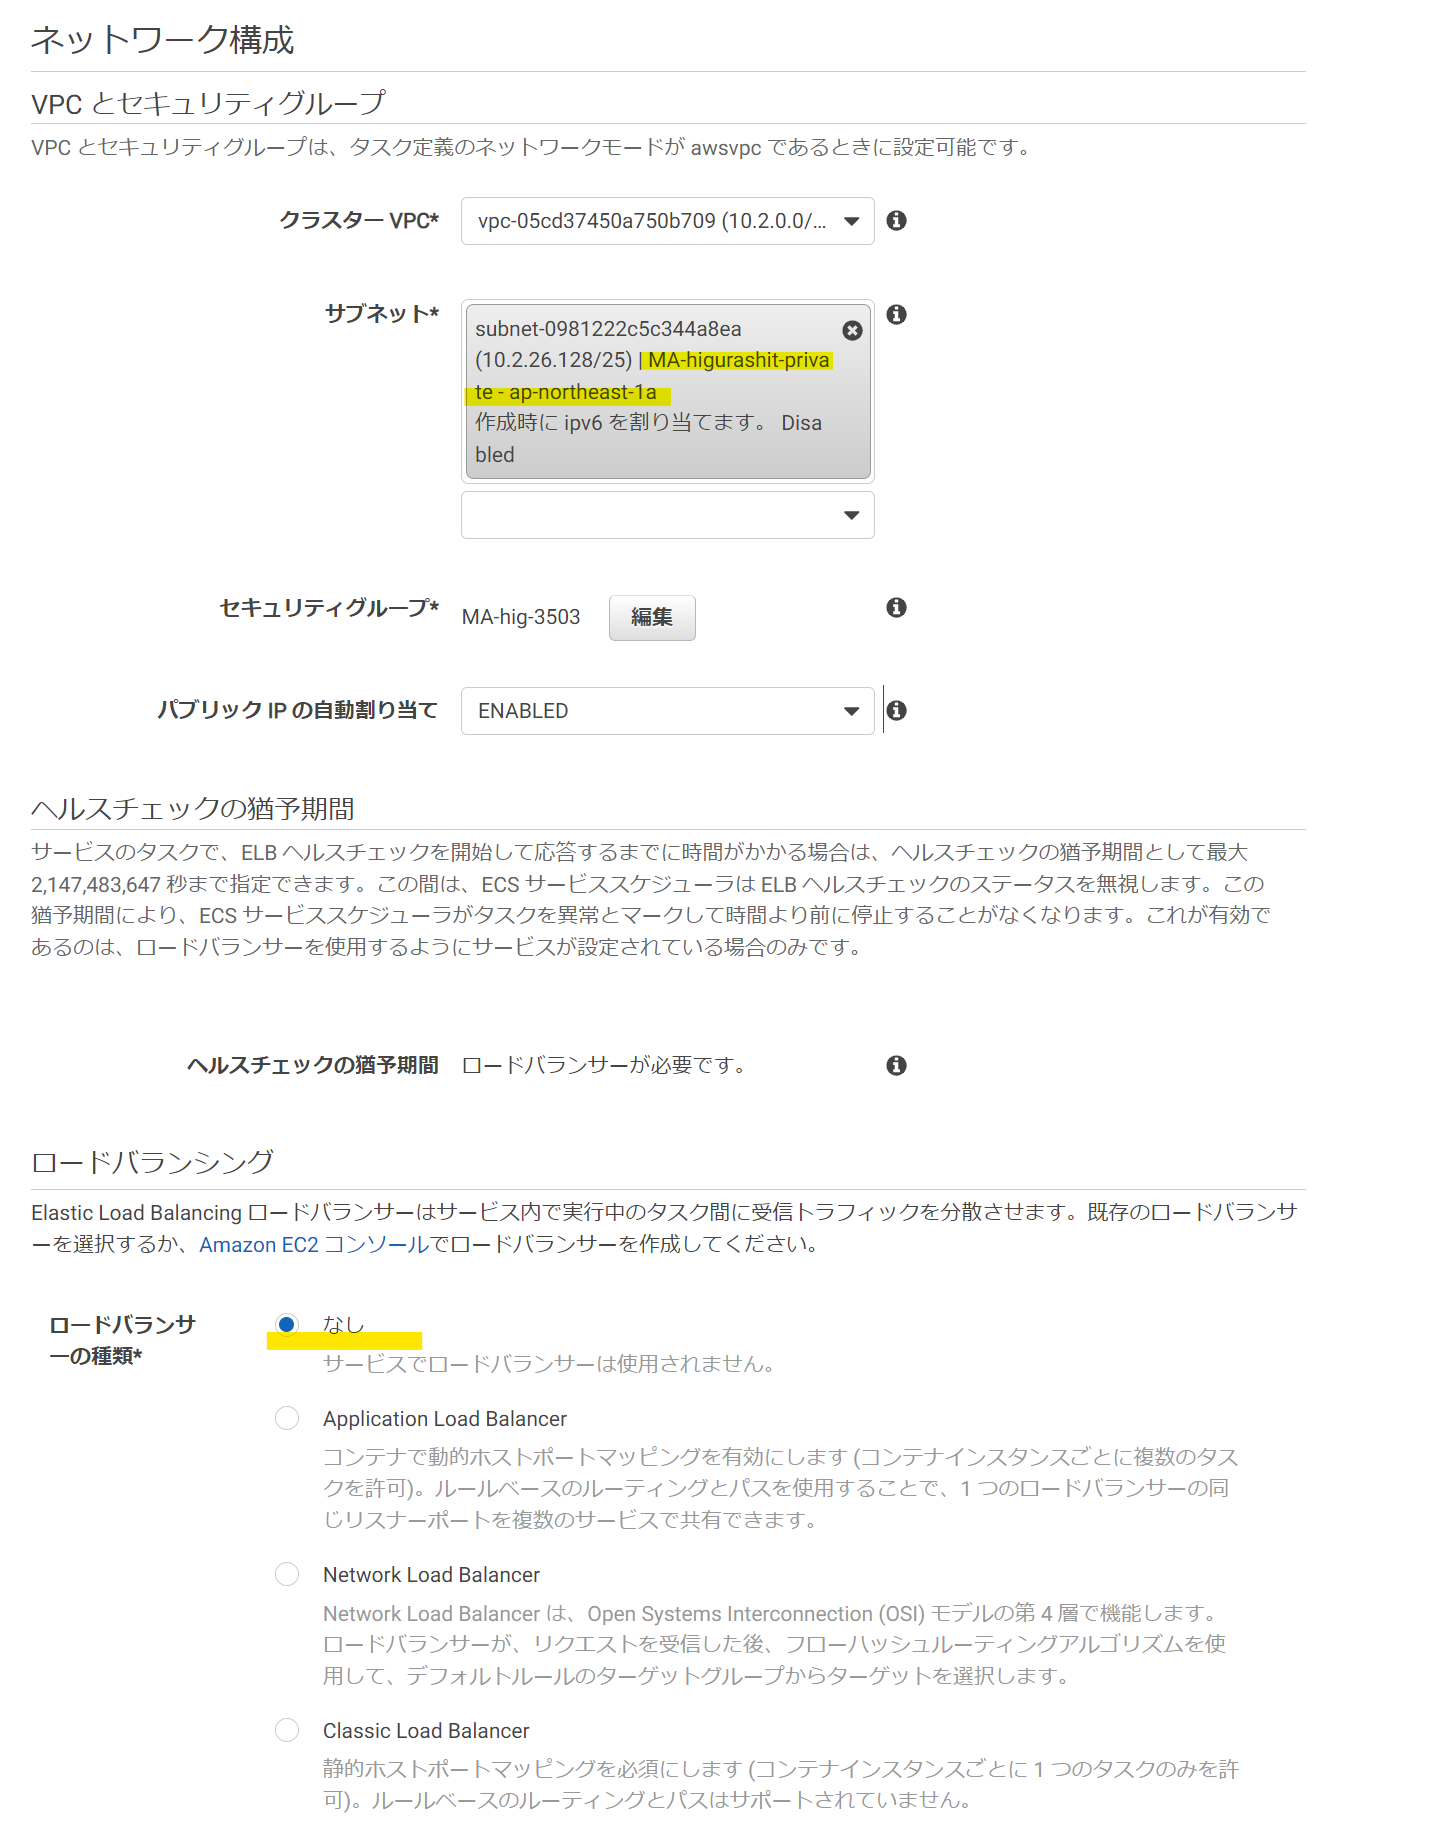 ネットワーク構成
VPC とセキュリティグループ
VPC とセキュリティグループは、タスク定義のネットワークモードが awsvpc であるときに設定可能です。
クラスター VPC*
vpc-05cd37450a750b709 (10.2.0.0/...
サブネット*
subnet-0981222c5c344a8ea
(10.2.26.128/25) | MA-higurashit-priva
te - ap-northeast-1a
作成時に ipv6 を割り当てます。 Disa
bled
セキュリティグループ*
MA-hig-3503
編集
パブリック IP の自動割り当て
ENABLED
ヘルスチェックの猶予期間
サービスのタスクで、ELB ヘルスチェックを開始して応答するまでに時間がかかる場合は、ヘルスチェックの猶予期間として最大
2,147,483,647 秒まで指定できます。この間は、ECS サービススケジューラは ELB ヘルスチェックのステータスを無視します。この
猶予期間により、ECS サービススケジューラがタスクを異常とマークして時間より前に停止することがなくなります。これが有効で
あるのは、ロードバランサーを使用するようにサービスが設定されている場合のみです。
ヘルスチェックの猶予期間
ロードバランサーが必要です。
ロードバランシング
Elastic Load Balancing ロードバランサーはサービス内で実行中のタスク間に受信トラフィックを分散させます。既存のロードバランサ
ーを選択するか、Amazon EC2 コンソールでロードバランサーを作成してください。
ロードバランサ
ーの種類*
なし
サービスでロードバランサーは使用されません。
Application Load Balancer
コンテナで動的ホストポートマッピングを有効にします (コンテナインスタンスごとに複数のタス
クを許可)。ルールベースのルーティングとパスを使用することで、1 つのロードバランサーの同
じリスナーポートを複数のサービスで共有できます。
Network Load Balancer
Network Load Balancer は、Open Systems Interconnection (OSI) モデルの第 4 層で機能します。
ロードバランサーが、リクエストを受信した後、フローハッシュルーティングアルゴリズムを使
用して、デフォルトルールのターゲットグループからターゲットを選択します。
Classic Load Balancer
静的ホストポートマッピングを必須にします (コンテナインスタンスごとに 1 つのタスクのみを許
可)。ルールベースのルーティングとパスはサポートされていません。